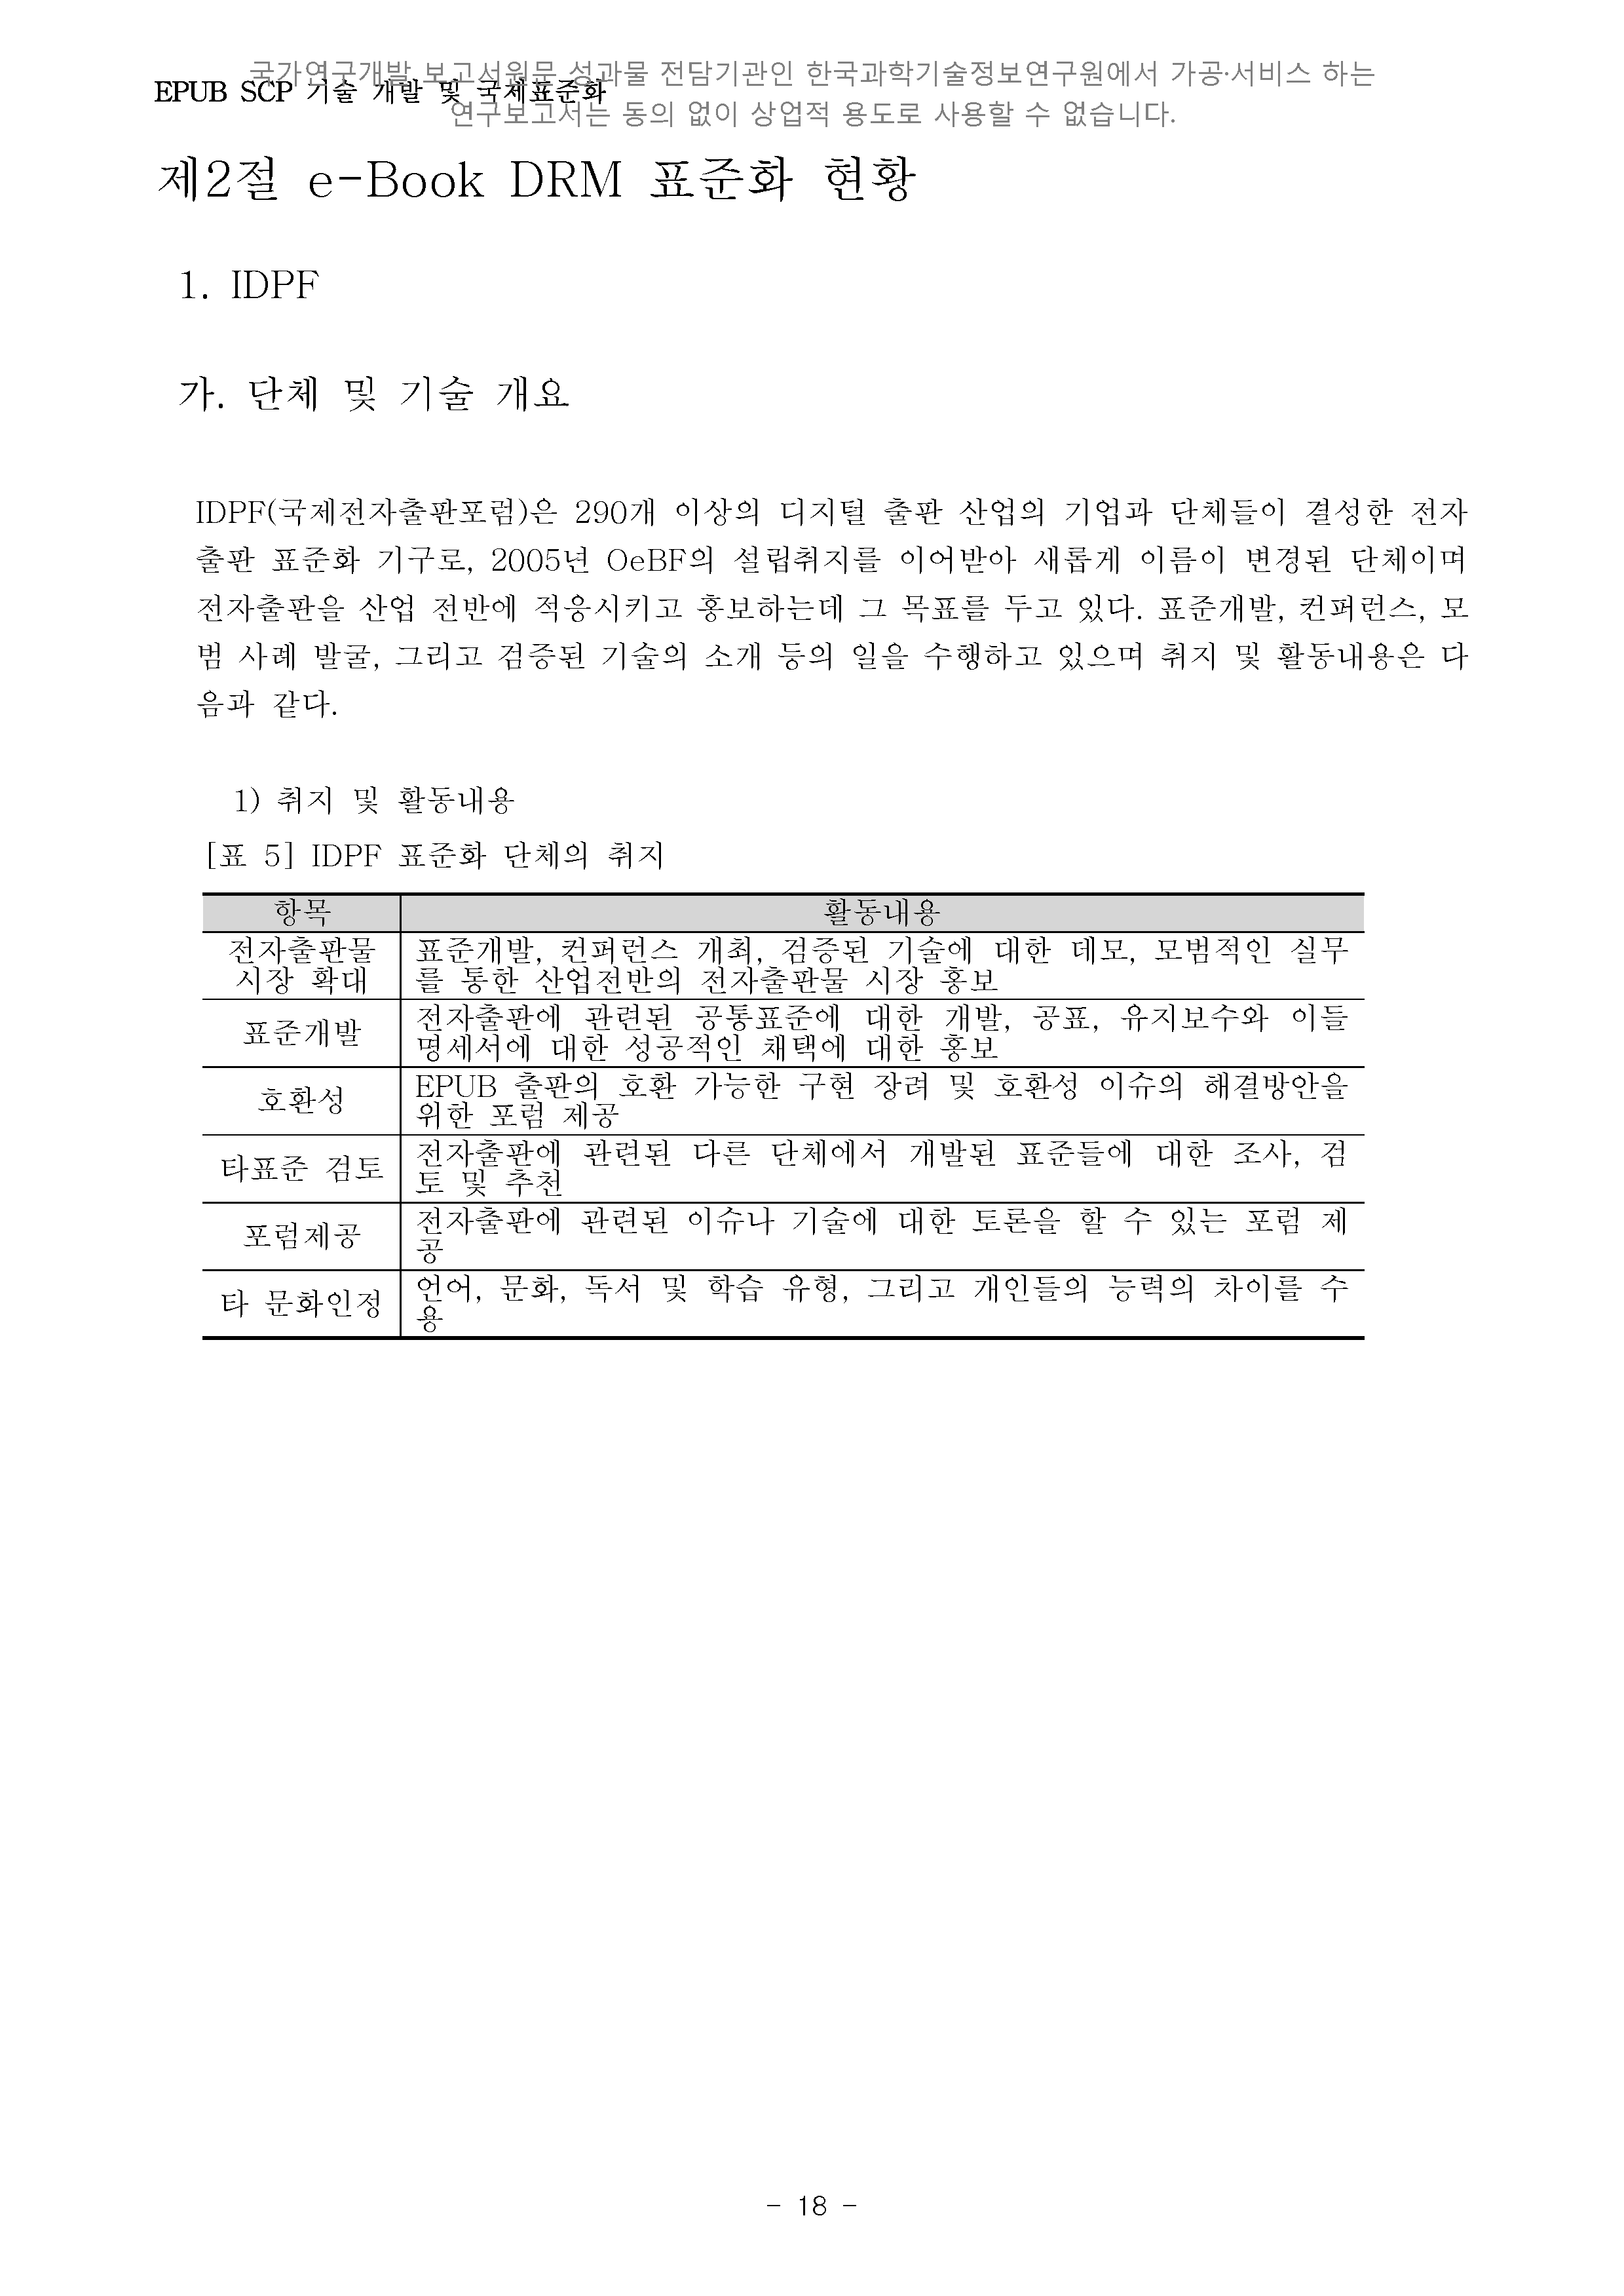 국가연구개발 보고서원문 성과물 전담기관인 한국과학기술정보연구원에서 가공·서비스 하는
EPUB SCP 기술 개발 및 국제표준화
연구보고서는 동의 없이 상업적 용도로 사용할 수 없습니다.
제2절 e-Book DRM 표준화 현황
1. IDPF
가. 단체 및 기술 개요
IDPF(국제전자출판포럼)은 290개 이상의 디지털 출판 산업의 기업과 단체들이 결성한 전자
출판 표준화 기구로, 2005년 OeBF의 설립취지를 이어받아 새롭게 이름이 변경된 단체이며
전자출판을 산업 전반에 적응시키고 홍보하는데 그 목표를 두고 있다. 표준개발, 컨퍼런스, 모
범 사례 발굴, 그리고 검증된 기술의 소개 등의 일을 수행하고 있으며 취지 및 활동내용은 다
음과 같다.
1) 취지 및 활동내용
[표 5] IDPF 표준화 단체의 취지
항목 활동내용
전자출판물 표준개발, 컨퍼런스 개최, 검증된 기술에 대한 데모, 모범적인 실무
시장 확대 를 통한 산업전반의 전자출판물 시장 홍보
전자출판에 관련된 공통표준에 대한 개발, 공표, 유지보수와 이들
표준개발
명세서에 대한 성공적인 채택에 대한 홍보
EPUB 출판의 호환 가능한 구현 장려 및 호환성 이슈의 해결방안을
호환성
위한 포럼 제공
전자출판에 관련된 다른 단체에서 개발된 표준들에 대한 조사, 검
타표준 검토
토 및 추천
전자출판에 관련된 이슈나 기술에 대한 토론을 할 수 있는 포럼 제
포럼제공
공
언어, 문화, 독서 및 학습 유형, 그리고 개인들의 능력의 차이를 수
타 문화인정
용
- 18 -